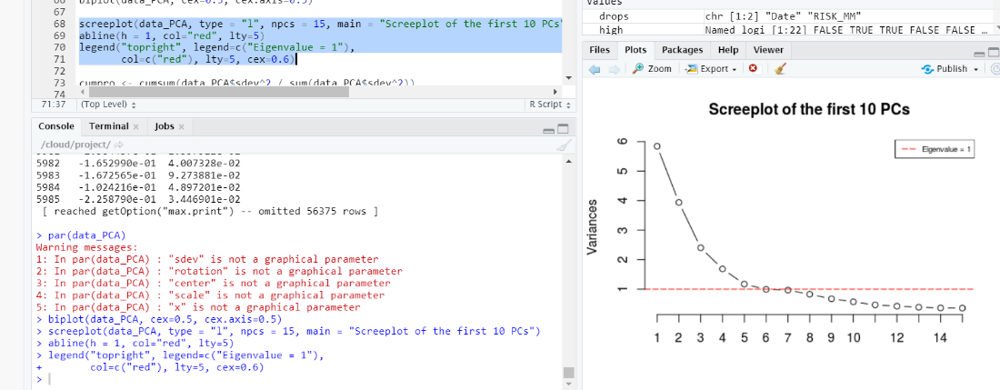 67
68 screeplot(data_PCA, type = "l", npcs = 15, main = "Screeplot of the first 10 PCs"
69 abline(h = 1, col="red", lty=5)
70 legend("topright", legend=c("Eigenvalue = 1"),
71 col=c("red"), lty=5, cex=0.6)
72
73 cumpro <- cumsum(data_PCA$sdev^2 / sum(data_PCA$sdev^2))
74
71:37 (Top Level) R Script
Console Terminal Jobs
/cloud/project/
5982 -1.652990e-01 4.007328e-02
5983 -1.672565e-01 9.273881e-02
5984 -1.024216e-01 4.897201e-02
5985 -2.258790e-01 3.446901e-02
[ reached getOption("max.print") -- omitted 56375 rows ]
> par(data_PCA)
Warning messages:
1: In par(data_PCA) : "sdev" is not a graphical parameter
2: In par(data_PCA) : "rotation" is not a graphical parameter
3: In par(data_PCA) : "center" is not a graphical parameter
4: In par(data_PCA) : "scale" is not a graphical parameter
5: In par(data_PCA) : "x" is not a graphical parameter
> biplot(data_PCA, cex=0.5, cex.axis=0.5)
> screeplot(data_PCA, type = "l", npcs = 15, main = "Screeplot of the first 10 PCs")
> abline(h = 1, col="red", lty=5)
> legend("topright", legend=c("Eigenvalue = 1"),
+ col=c("red"), lty=5, cex=0.6)
>
Values
drops chr [1:2] "Date" "RISK_MM"
high Named logi [1:22] FALSE TRUE TRUE FALSE FALSE …
Files Plots Packages Help Viewer
Zoom Export Publish
Screeplot of the first 10 PCs
Eigenvalue = 1
Variances
6
5
4
3
2
1
1 2 3 4 5 6 7 8 9 10 12 14